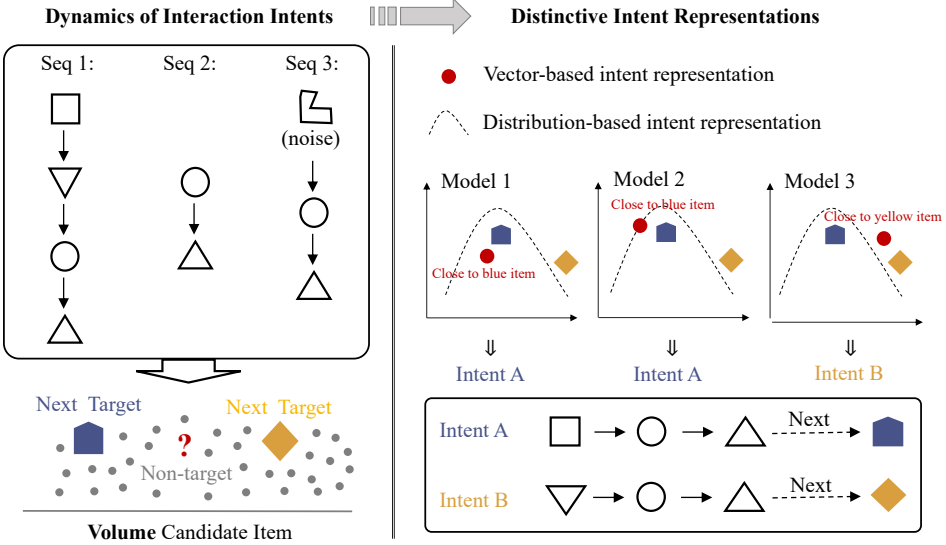 Dynamics of Interaction Intents
Seq 1:
Seq 2:
Seq 3:
(noise)
Next Target
Next Target
?
Non-target
Volume Candidate Item
Distinctive Intent Representations
Vector-based intent representation
Distribution-based intent representation
Model 1
Close to blue item
Model 2
Close to blue item
Model 3
Close to yellow item
⇓
⇓
⇓
Intent A
Intent A
Intent B
Intent A
Next
Intent B
Next